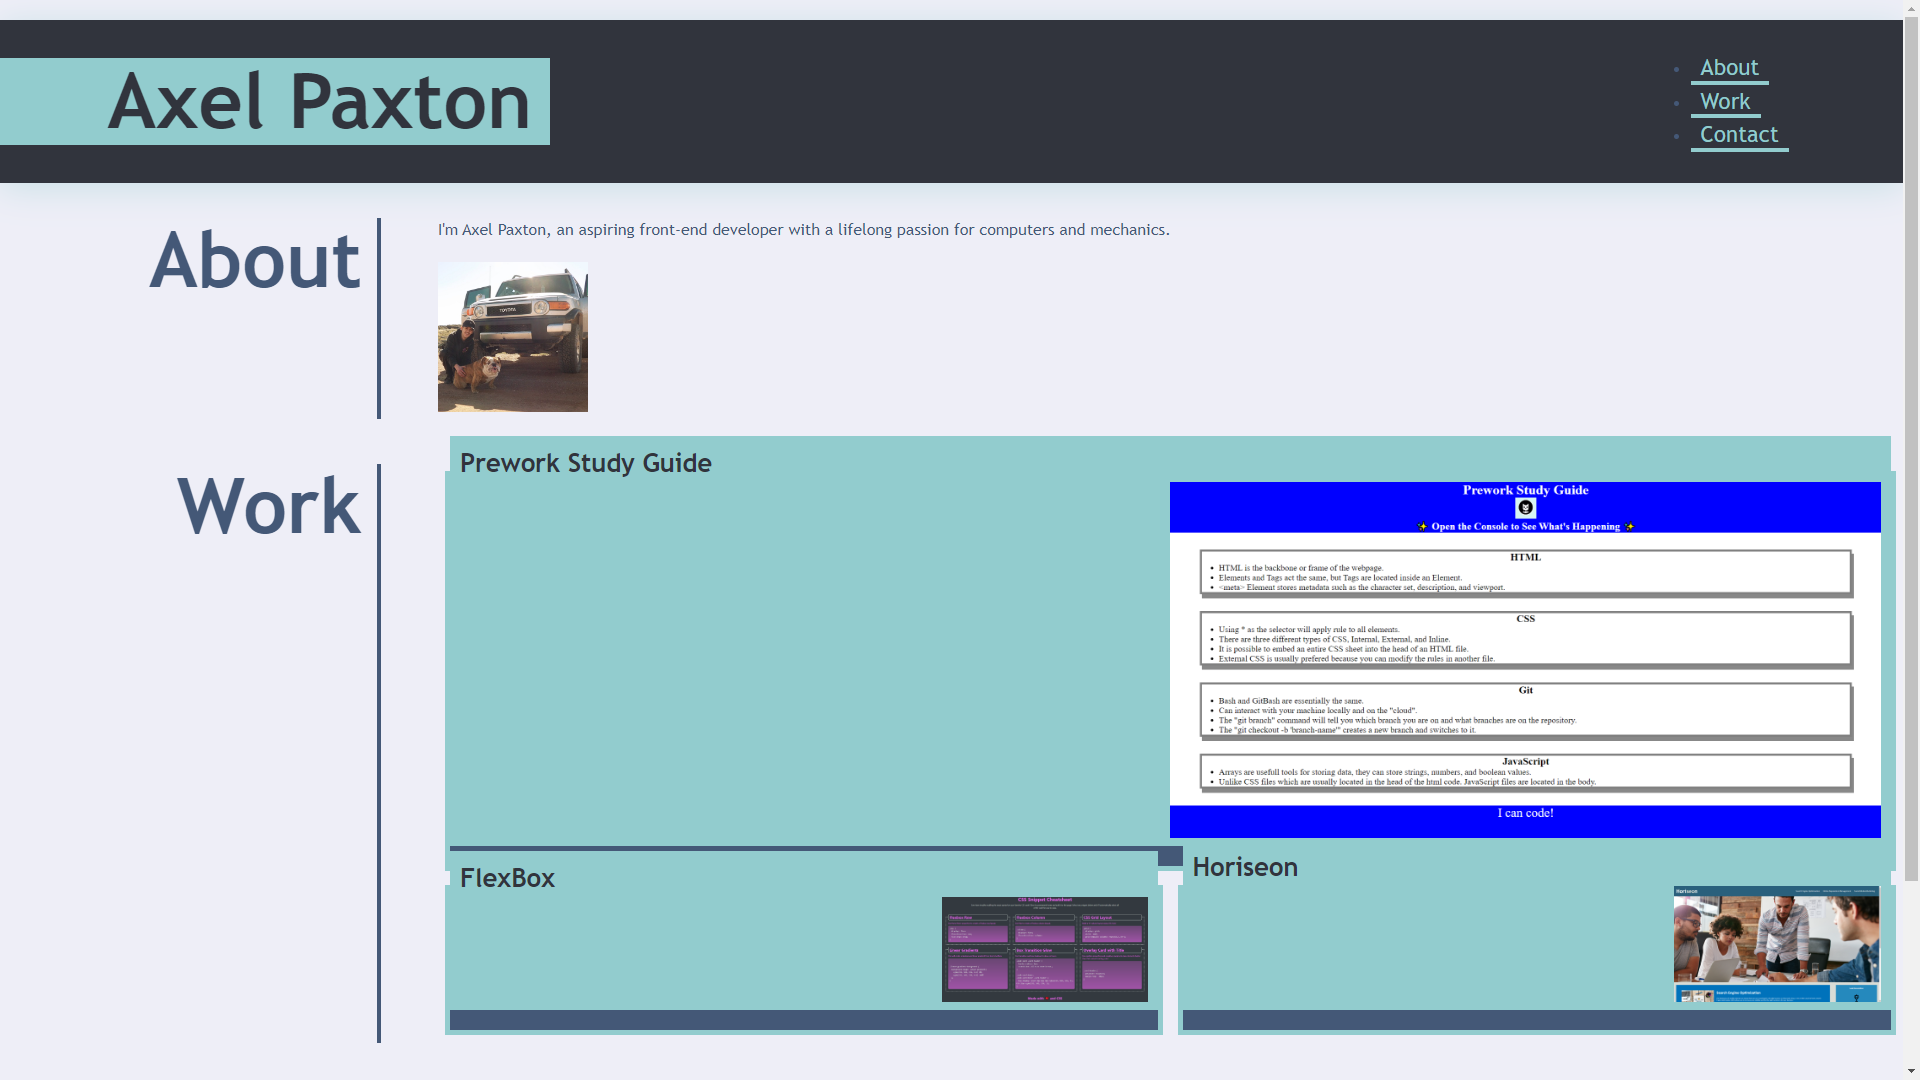 Axel Paxton
About
Work
Contact
About
I'm Axel Paxton, an aspiring front-end developer with a lifelong passion for computers and mechanics.
TOYOTA
Work
Prework Study Guide
Prework Study Guide
✨ Open the Console to See What's Happening ✨
HTML
• HTML is the backbone or frame of the webpage.
• Elements and Tags act the same, but Tags are located inside an Element.
• <meta> Element stores metadata such as the character set, description, and viewport.
CSS
• Using * as the selector will apply rule to all elements.
• There are three different types of CSS, Internal, External, and Inline.
• It is possible to embed an entire CSS sheet into the head of an HTML file.
• External CSS is usually prefered because you can modify the rules in another file.
Git
• Bash and GitBash are essentially the same.
• Can interact with your machine locally and on the "cloud".
• The "git branch" command will tell you which branch you are on and what branches are on the repository.
• The "git checkout -b 'branch-name'" creates a new branch and switches to it.
JavaScript
• Arrays are usefull tools for storing data, they can store strings, numbers, and boolean values.
• Unlike CSS files which are usually located in the head of the html code. JavaScript files are located in the body.
I can code!
FlexBox
CSS Snippet Cheatsheet
Horiseon
Horiseon
Search Engine Optimization